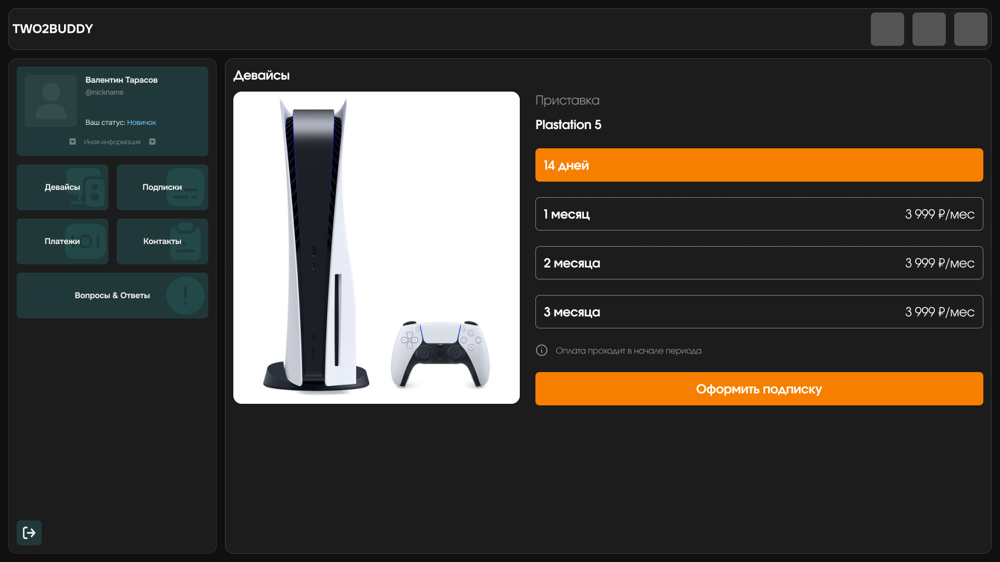 TWO2BUDDY
Валентин Тарасов
@nickname
Ваш статус: Новичок
Иная информация
Девайсы
Подписки
Платежи
Контакты
Вопросы & Ответы
Девайсы
Приставка
Plastation 5
14 дней
1 месяц 3 999 ₽/мес
2 месяца 3 999 ₽/мес
3 месяца 3 999 ₽/мес
Оплата проходит в начале периода
Оформить подписку